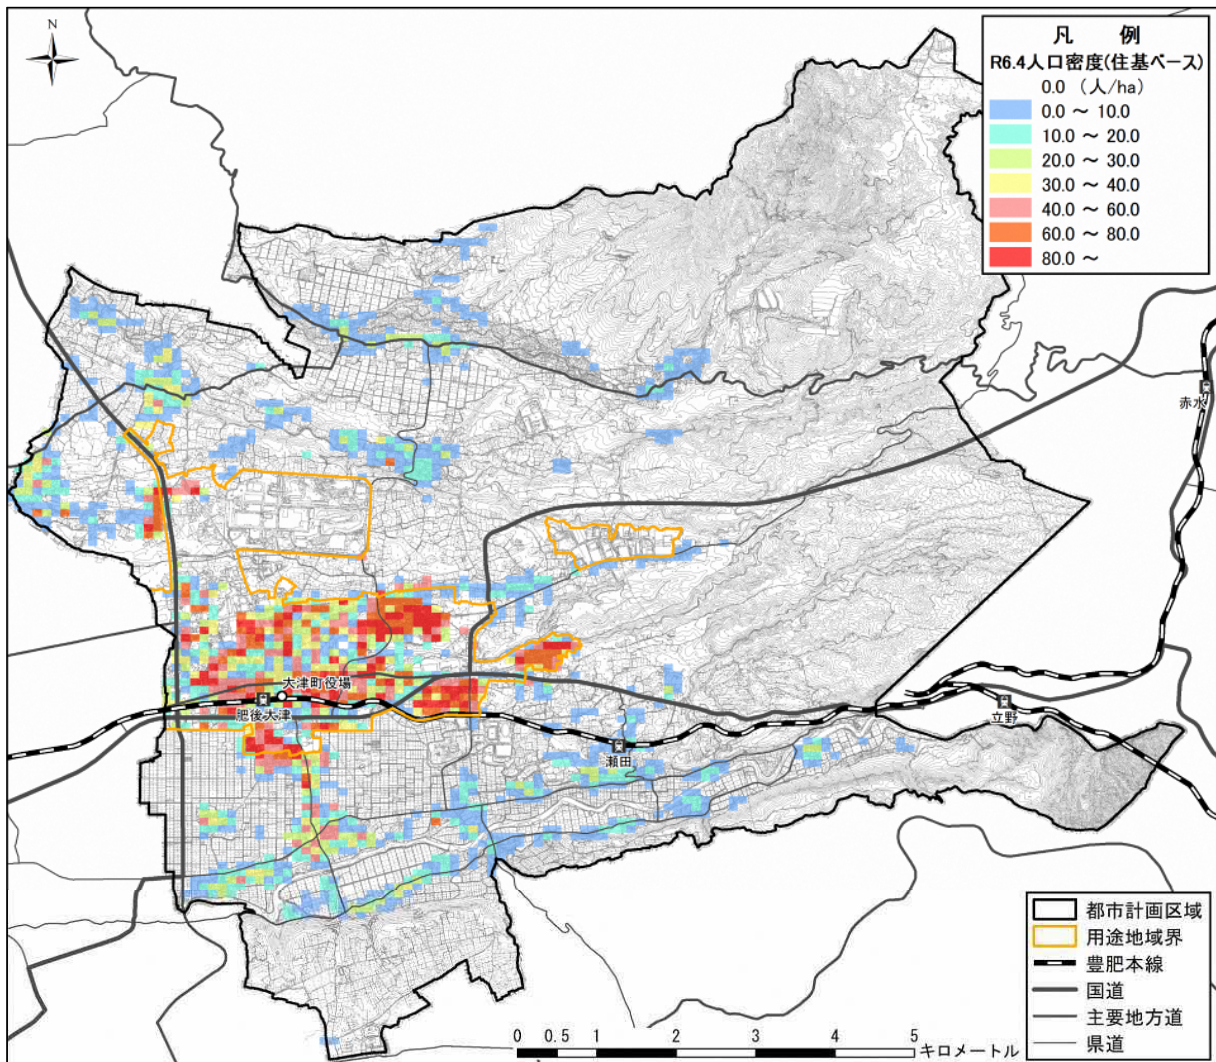 N
凡 例
R6.4人口密度(住基ベース)
0.0 (人/ha)
0.0 ～ 10.0
10.0 ～ 20.0
20.0 ～ 30.0
30.0 ～ 40.0
40.0 ～ 60.0
60.0 ～ 80.0
80.0 ～
赤水
大津町役場
肥後大津
立野
瀬田
都市計画区域
用途地域界
豊肥本線
国道
主要地方道
県道
0 0.5 1 2 3 4 5
キロメートル